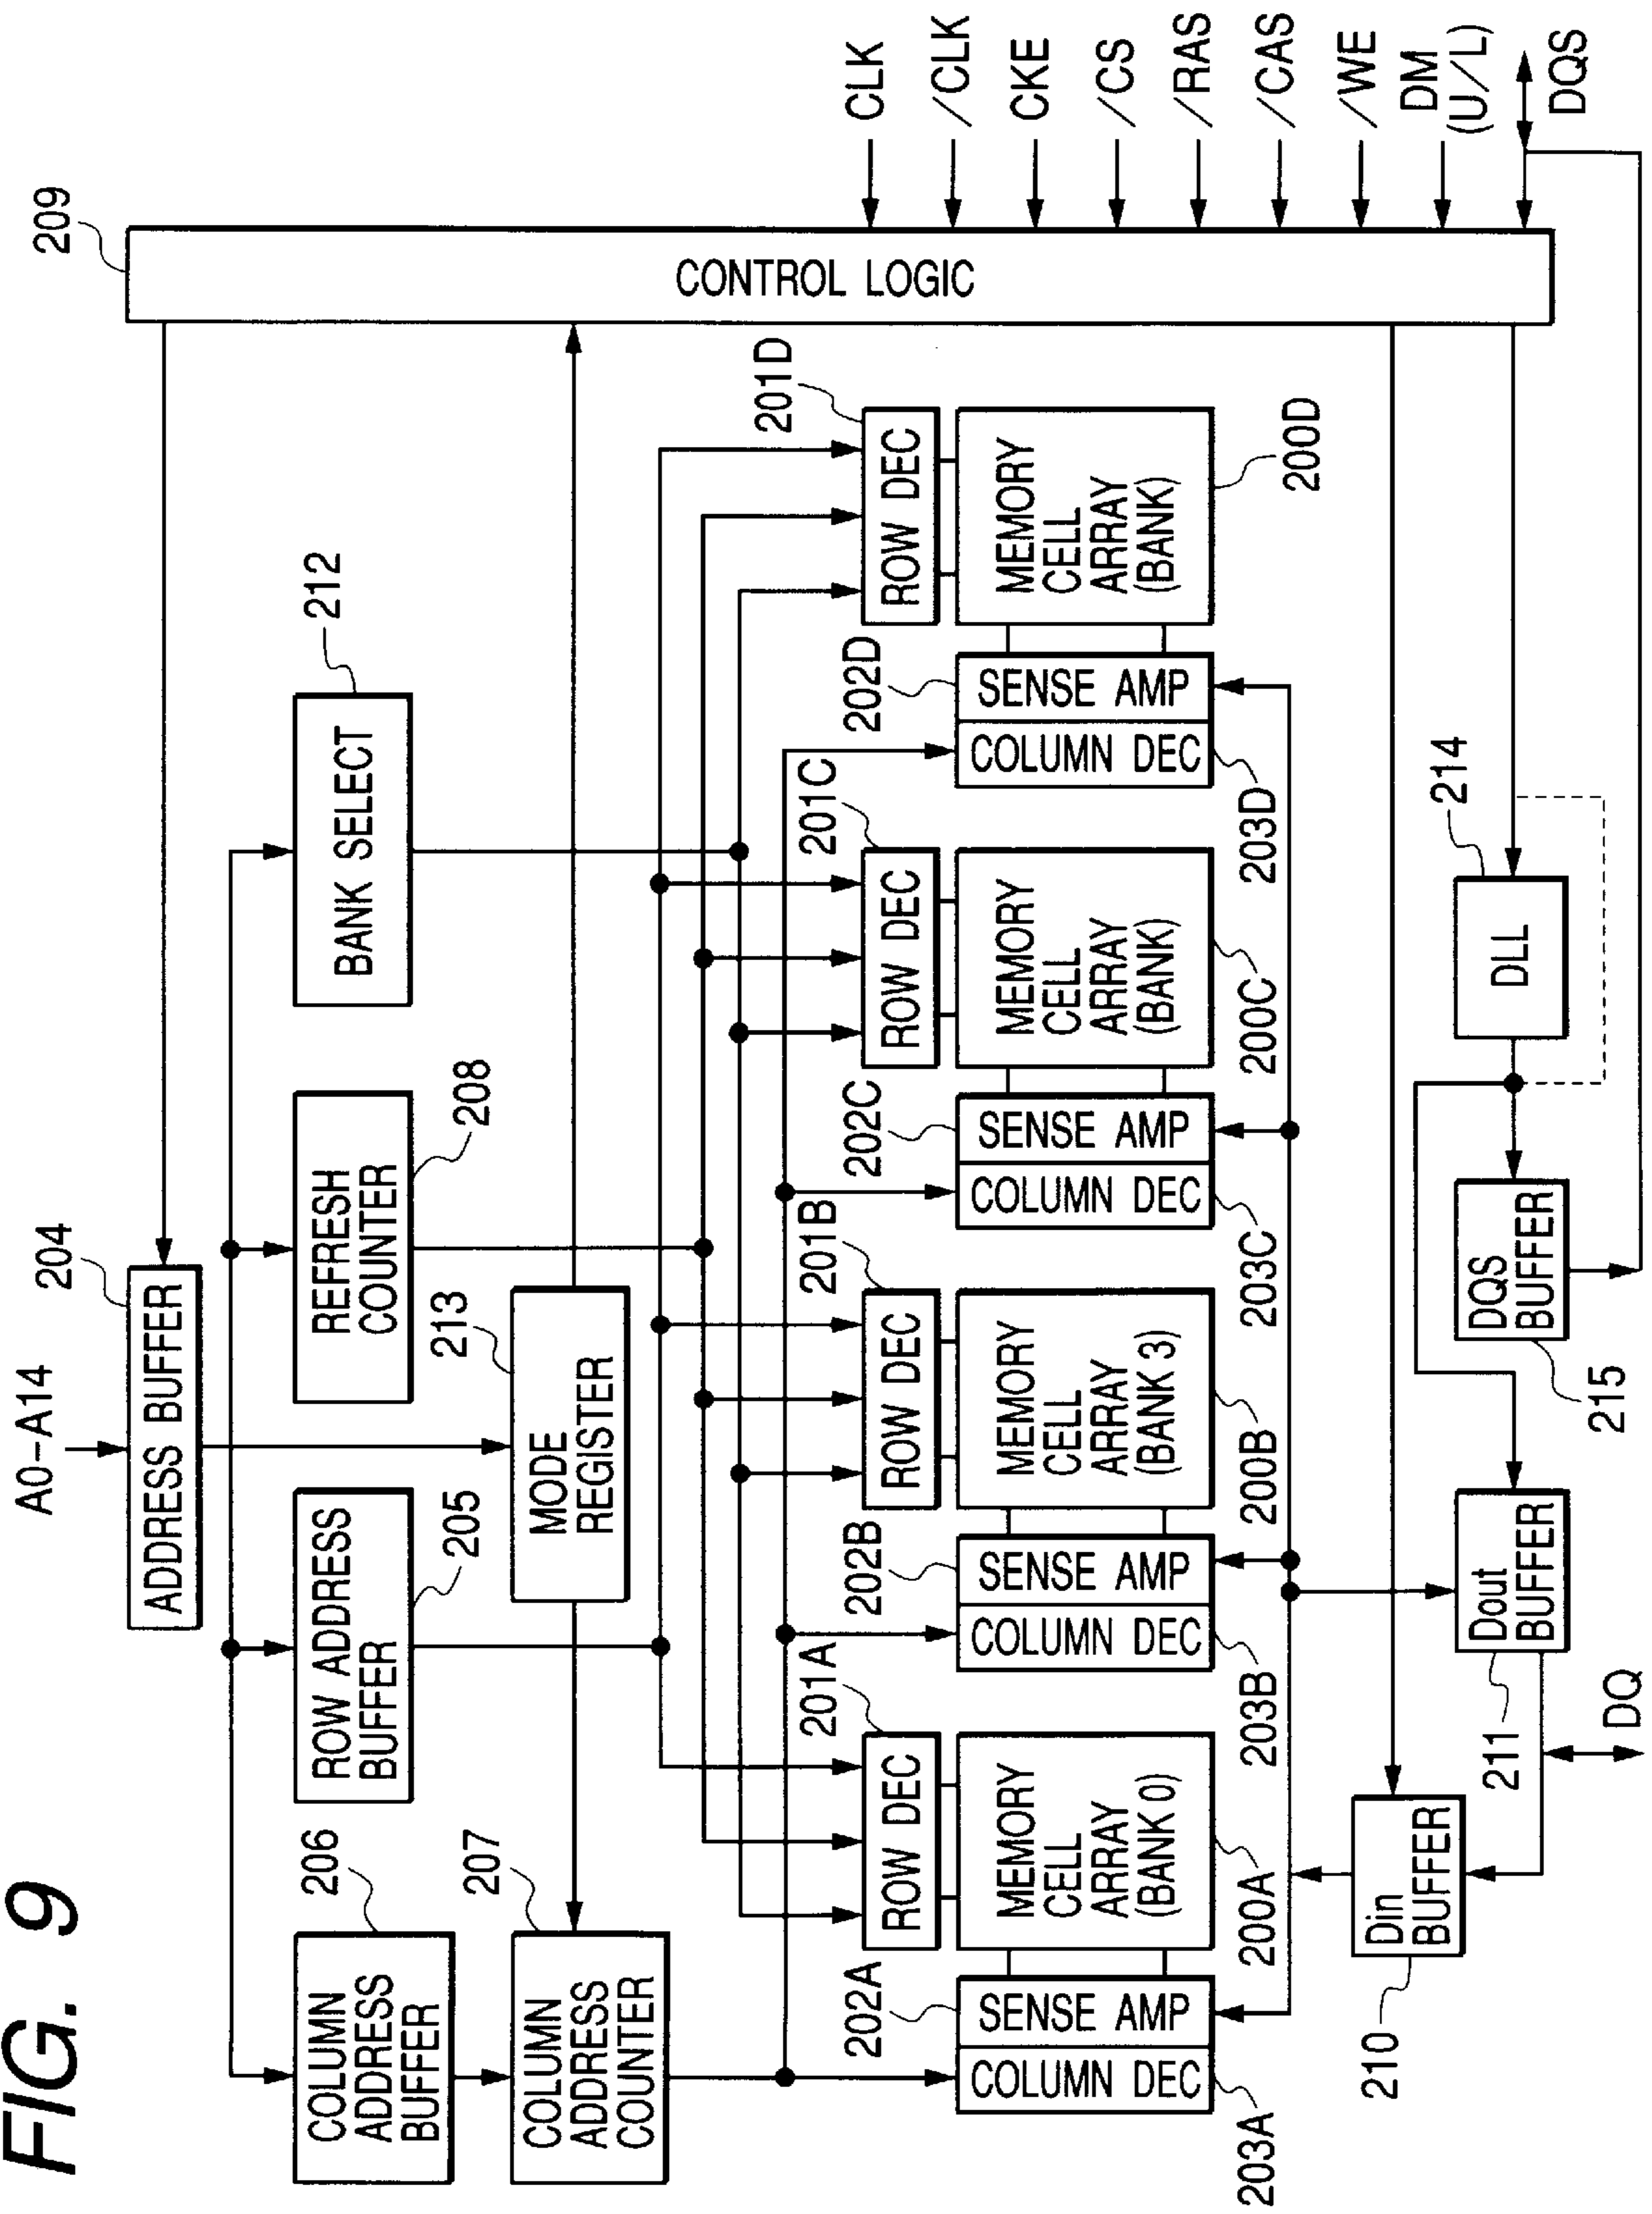 FIG. 9
A0-A14
204
ADDRESS BUFFER
209
CONTROL LOGIC
206
COLUMN
ADDRESS
BUFFER
205
ROW ADDRESS
BUFFER
208
REFRESH
COUNTER
212
BANK SELECT
207
COLUMN
ADDRESS
COUNTER
213
MODE
REGISTER
201A
ROW DEC
201B
ROW DEC
201C
ROW DEC
201D
ROW DEC
202A
SENSE AMP
COLUMN DEC
203A
MEMORY
CELL
ARRAY
(BANK 0)
200A
202B
SENSE AMP
COLUMN DEC
203B
MEMORY
CELL
ARRAY
(BANK 3)
200B
202C
SENSE AMP
COLUMN DEC
203C
MEMORY
CELL
ARRAY
(BANK)
200C
202D
SENSE AMP
COLUMN DEC
203D
MEMORY
CELL
ARRAY
(BANK)
200D
210
Din
BUFFER
211
Dout
BUFFER
DQ
215
DQS
BUFFER
214
DLL
CLK
/CLK
CKE
/CS
/RAS
/CAS
/WE
DM
(U/L)
DQS